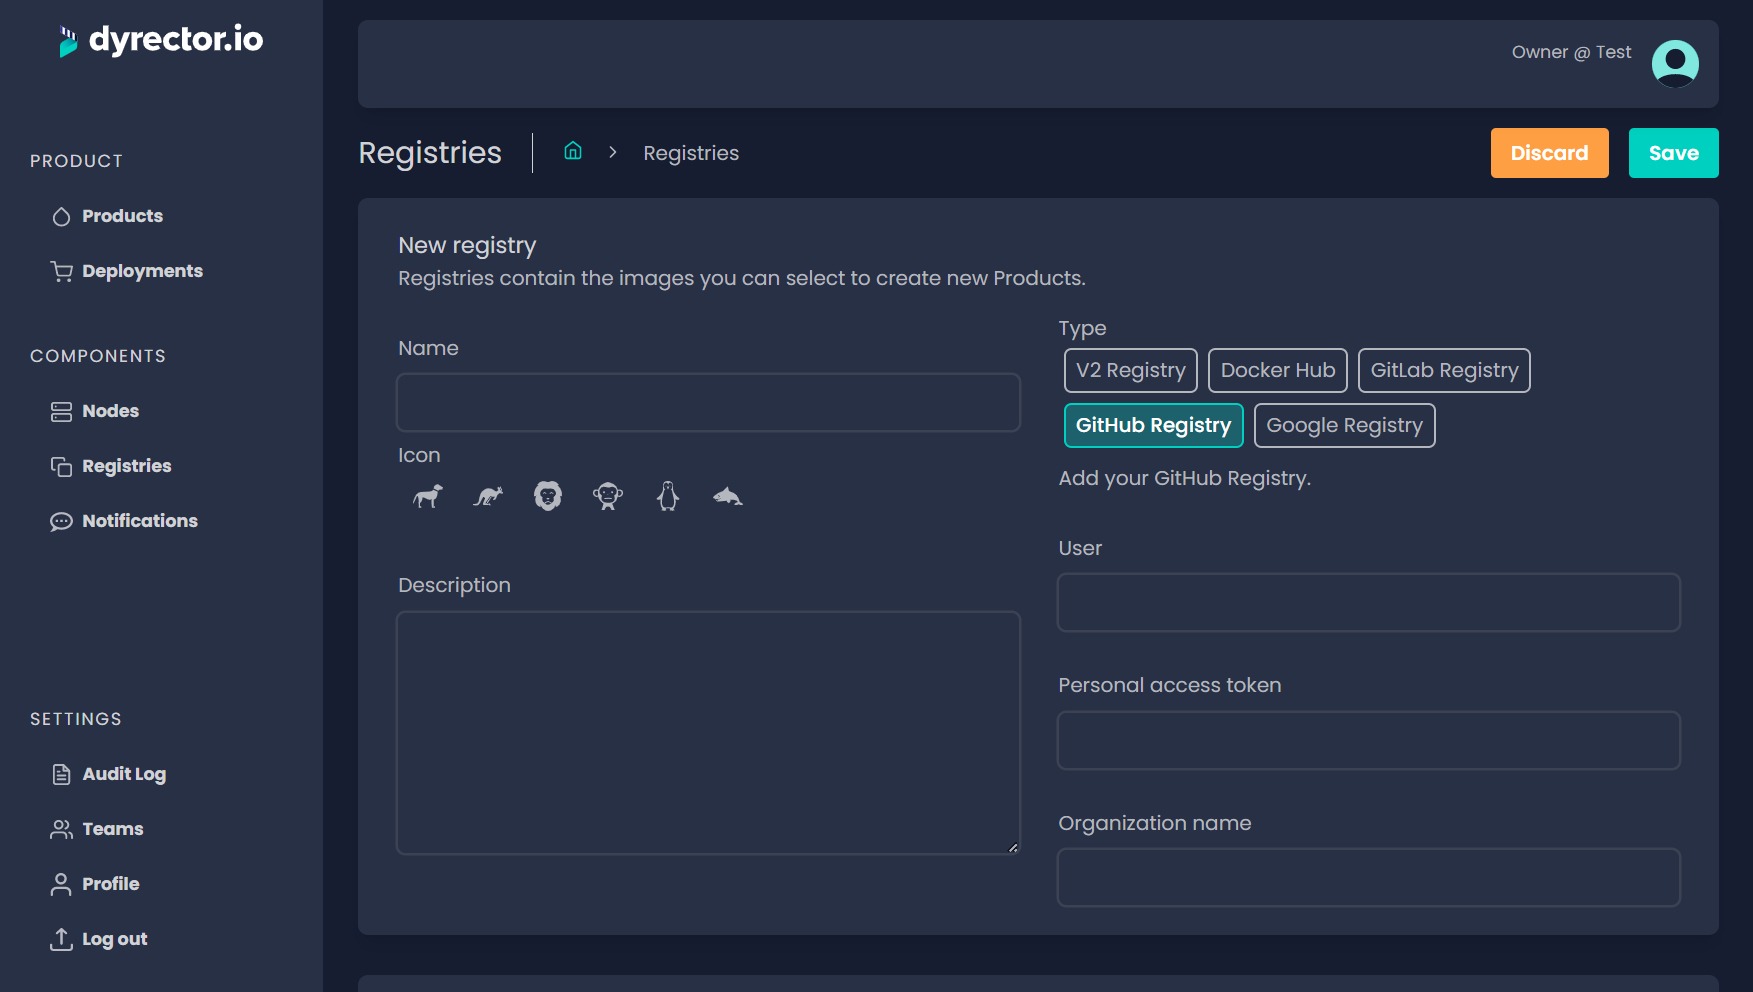 dyrector.io
PRODUCT
Products
Deployments
COMPONENTS
Nodes
Registries
Notifications
SETTINGS
Audit Log
Teams
Profile
Log out
Owner @ Test
Registries
Registries
Discard
Save
New registry
Registries contain the images you can select to create new Products.
Name
Icon
Description
Type
V2 Registry
Docker Hub
GitLab Registry
GitHub Registry
Google Registry
Add your GitHub Registry.
User
Personal access token
Organization name